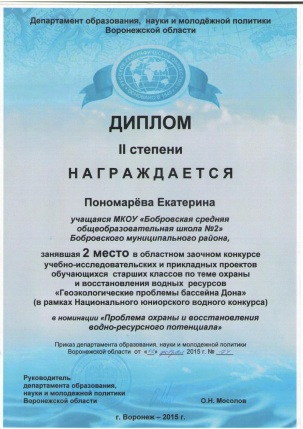 Департамент образования, науки и молодёжной политики
Воронежской области
ДИПЛОМ
II степени
НАГРАЖДАЕТСЯ
Пономарёва Екатерина
учащаяся МКОУ «Бобровская средняя
общеобразовательная школа №2»
Бобровского муниципального района,
занявшая 2 место в областном заочном конкурсе
учебно-исследовательских и прикладных проектов
обучающихся старших классов по теме охраны
и восстановления водных ресурсов
«Геоэкологические проблемы бассейна Дона»
(в рамках Национального юниорского водного конкурса)
в номинации «Проблема охраны и восстановления
водно-ресурсного потенциала»
Приказ департамента образования, науки и молодежной политики
Воронежской области от февраля 2015 г. №
Руководитель
департамента образования,
науки и молодежной политики
Воронежской области
О.Н. Мосолов
г. Воронеж – 2015 г.